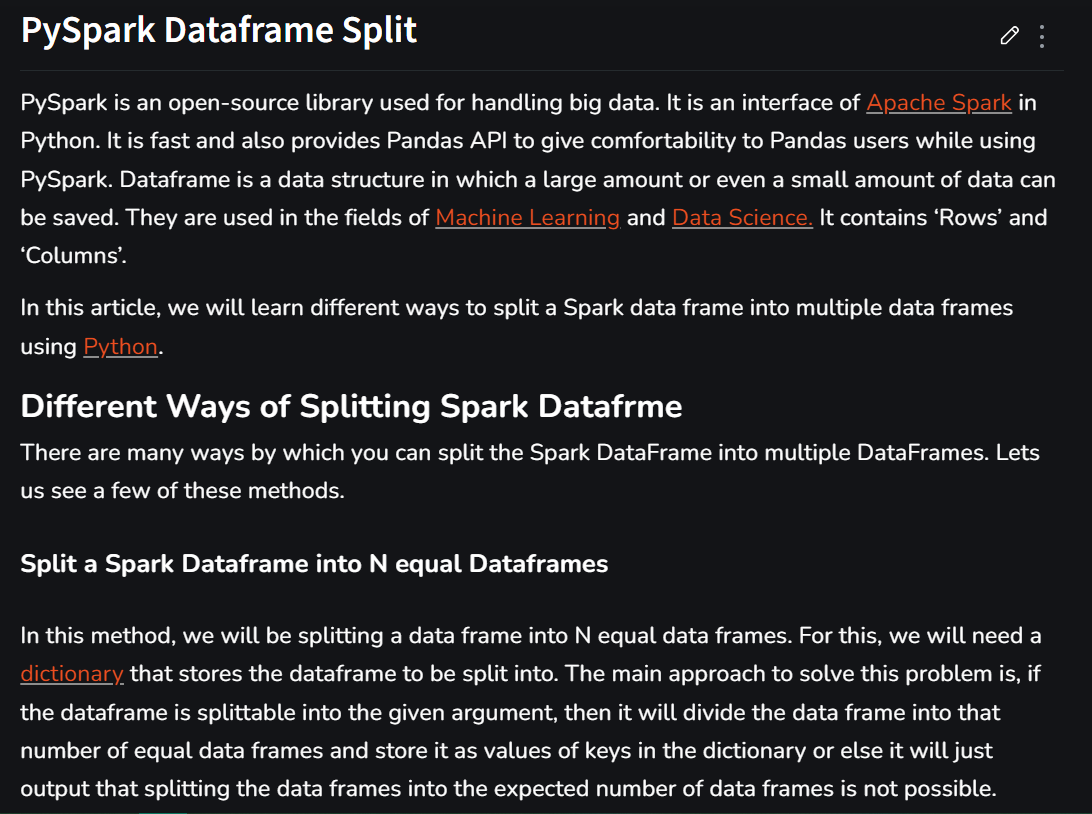 PySpark Dataframe Split
PySpark is an open-source library used for handling big data. It is an interface of Apache Spark in
Python. It is fast and also provides Pandas API to give comfortability to Pandas users while using
PySpark. Dataframe is a data structure in which a large amount or even a small amount of data can
be saved. They are used in the fields of Machine Learning and Data Science. It contains ‘Rows’ and
‘Columns’.
In this article, we will learn different ways to split a Spark data frame into multiple data frames
using Python.
Different Ways of Splitting Spark Datafrme
There are many ways by which you can split the Spark DataFrame into multiple DataFrames. Lets
us see a few of these methods.
Split a Spark Dataframe into N equal Dataframes
In this method, we will be splitting a data frame into N equal data frames. For this, we will need a
dictionary that stores the dataframe to be split into. The main approach to solve this problem is, if
the dataframe is splittable into the given argument, then it will divide the data frame into that
number of equal data frames and store it as values of keys in the dictionary or else it will just
output that splitting the data frames into the expected number of data frames is not possible.